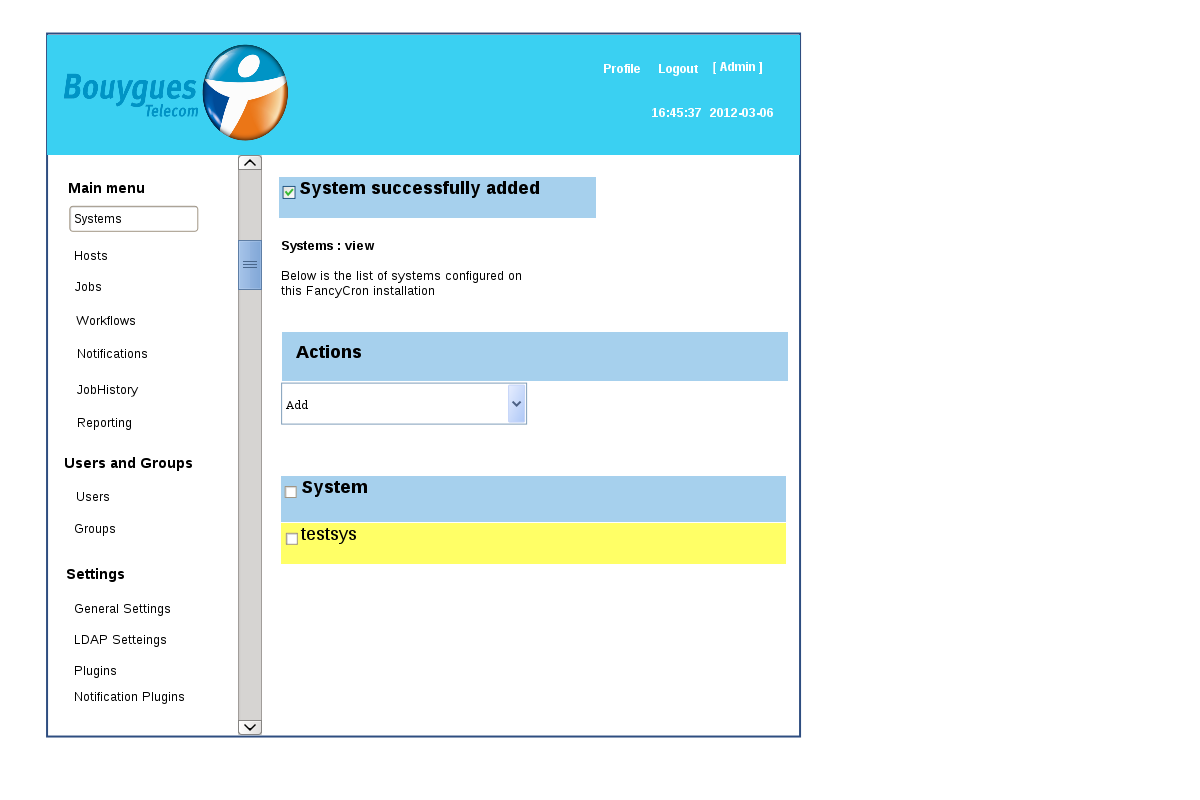 Bouygues
Telecom
Profile Logout [ Admin ]
16:45:37 2012-03-06
Main menu
Systems
Hosts
Jobs
Workflows
Notifications
JobHistory
Reporting
Users and Groups
Users
Groups
Settings
General Settings
LDAP Setteings
Plugins
Notification Plugins
System successfully added
Systems : view
Below is the list of systems configured on
this FancyCron installation
Actions
Add
System
testsys